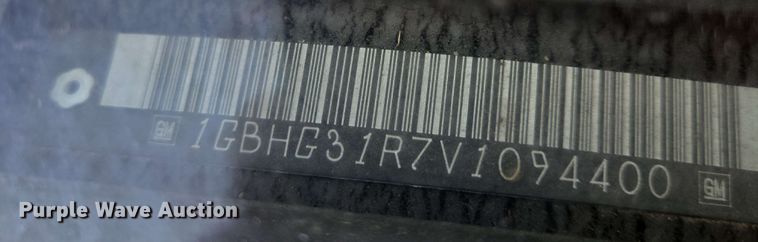 GM 1GBHG31R7V1094400 GM
Purple Wave Auction